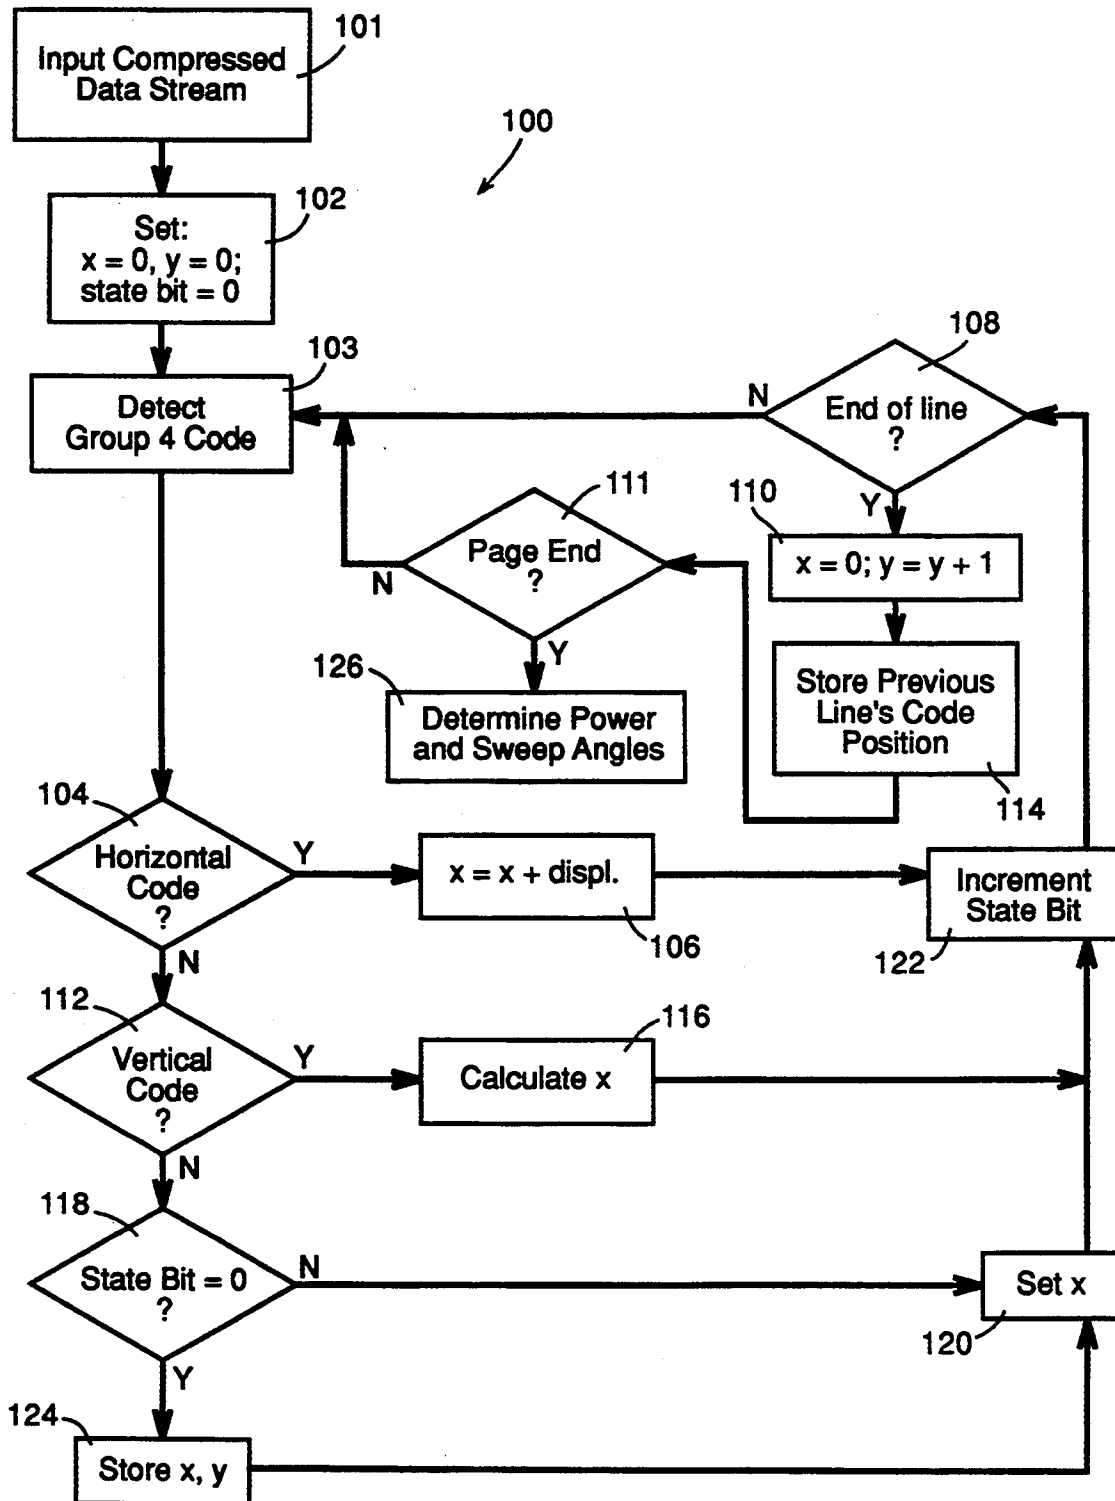 101
Input Compressed
Data Stream
100
102
Set:
x = 0, y = 0;
state bit = 0
103
Detect
Group 4 Code
108
End of line
?
N
Y
110
x = 0; y = y + 1
111
Page End
?
N
Y
Store Previous
Line's Code
Position
114
126
Determine Power
and Sweep Angles
104
Horizontal
Code
?
Y
N
x = x + displ.
106
Increment
State Bit
122
112
Vertical
Code
?
Y
N
116
Calculate x
118
State Bit = 0
?
N
Y
Set x
120
124
Store x, y